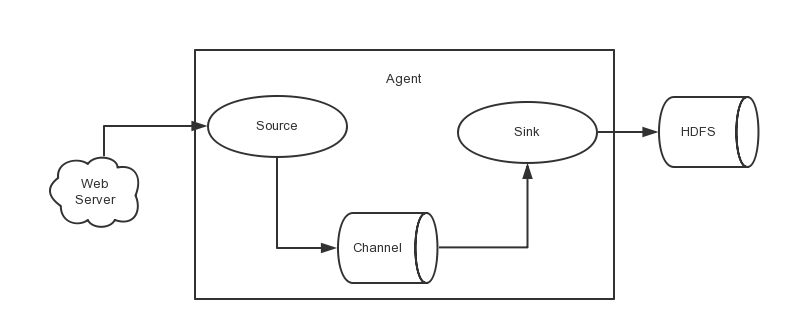 Agent
Source
Sink
HDFS
Web
Server
Channel